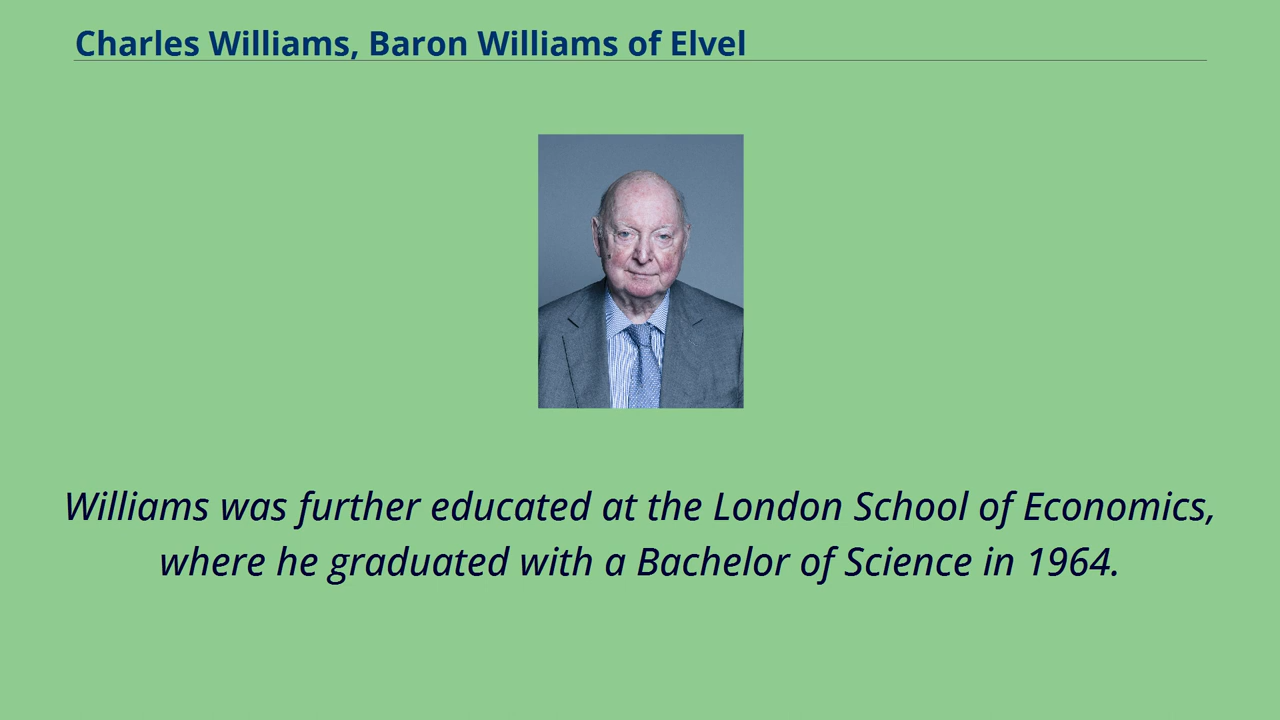 Charles Williams, Baron Williams of Elvel
Williams was further educated at the London School of Economics,
where he graduated with a Bachelor of Science in 1964.